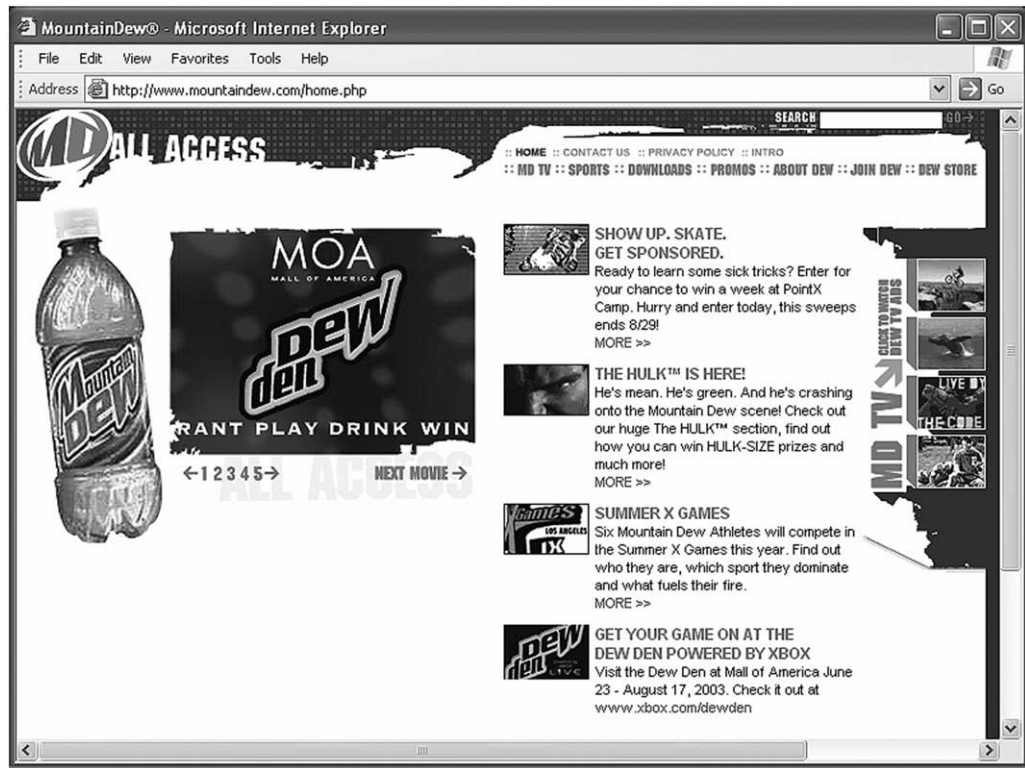 MountainDew® - Microsoft Internet Explorer
File Edit View Favorites Tools Help
Address http://www.mountaindew.com/home.php Go
SEARCH GO→
MD ALL ACCESS
:: HOME :: CONTACT US :: PRIVACY POLICY :: INTRO
:: MD TV :: SPORTS :: DOWNLOADS :: PROMOS :: ABOUT DEW :: JOIN DEW :: DEW STORE
Mountain
DEW
MOA
MALL OF AMERICA
DEW
den
RANT PLAY DRINK WIN
←1 2 3 4 5→ NEXT MOVIE →
ALL ACCESS
SHOW UP. SKATE.
GET SPONSORED.
Ready to learn some sick tricks? Enter for
your chance to win a week at PointX
Camp. Hurry and enter today, this sweeps
ends 8/29!
MORE >>
THE HULK™ IS HERE!
He's mean. He's green. And he's crashing
onto the Mountain Dew scene! Check out
our huge The HULK™ section, find out
how you can win HULK-SIZE prizes and
much more!
MORE >>
X Games
LOS ANGELES
IX
SUMMER X GAMES
Six Mountain Dew Athletes will compete in
the Summer X Games this year. Find out
who they are, which sport they dominate
and what fuels their fire.
MORE >>
DEW
den
LIVE
GET YOUR GAME ON AT THE
DEW DEN POWERED BY XBOX
Visit the Dew Den at Mall of America June
23 - August 17, 2003. Check it out at
www.xbox.com/dewden
MD TV
CLICK TO WATCH
DEW TV ADS
LIVE BY
THE CODE